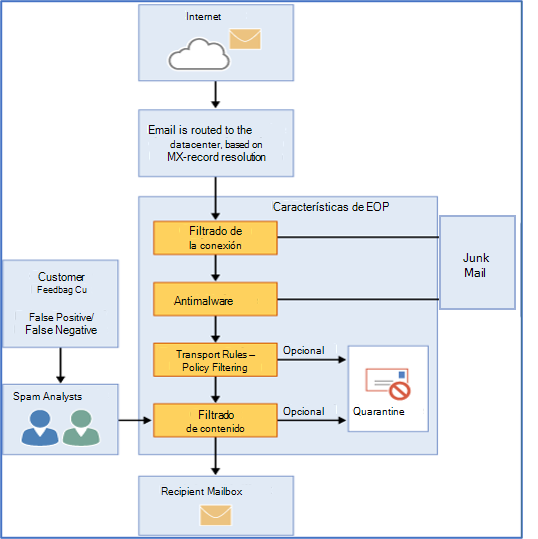 Internet
Email is routed to the
datacenter, based on
MX-record resolution
Características de EOP
Filtrado de
la conexión
Junk
Mail
Customer
Feedbag Cu
False Positive/
False Negative
Antimalware
Transport Rules –
Policy Filtering
Opcional
Spam Analysts
Filtrado
de contenido
Opcional
Quarantine
Recipient Mailbox